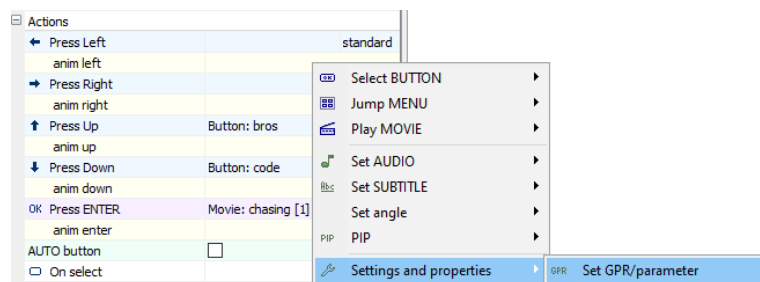 Actions
Press Left standard
anim left
Press Right
anim right
Press Up Button: bros
anim up
Press Down Button: code
anim down
OK Press ENTER Movie: chasing [1]
anim enter
AUTO button
On select
OK Select BUTTON
Jump MENU
Play MOVIE
Set AUDIO
Abc Set SUBTITLE
Set angle
PIP PIP
Settings and properties
GPR Set GPR/parameter